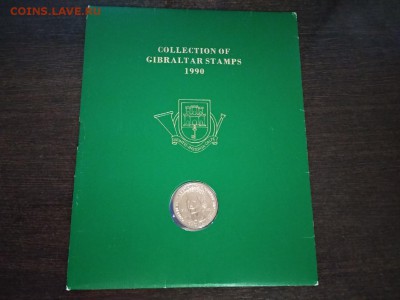 COINS.LAVE.RU
COLLECTION OF
GIBRALTAR STAMPS
1990